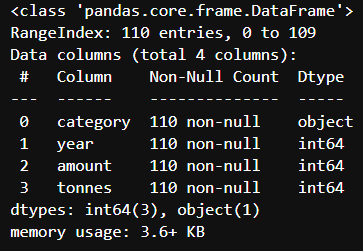 <class 'pandas.core.frame.DataFrame'>
RangeIndex: 110 entries, 0 to 109
Data columns (total 4 columns):
 #   Column    Non-Null Count  Dtype
---  ------    --------------  -----
 0   category  110 non-null    object
 1   year      110 non-null    int64
 2   amount    110 non-null    int64
 3   tonnes    110 non-null    int64
dtypes: int64(3), object(1)
memory usage: 3.6+ KB